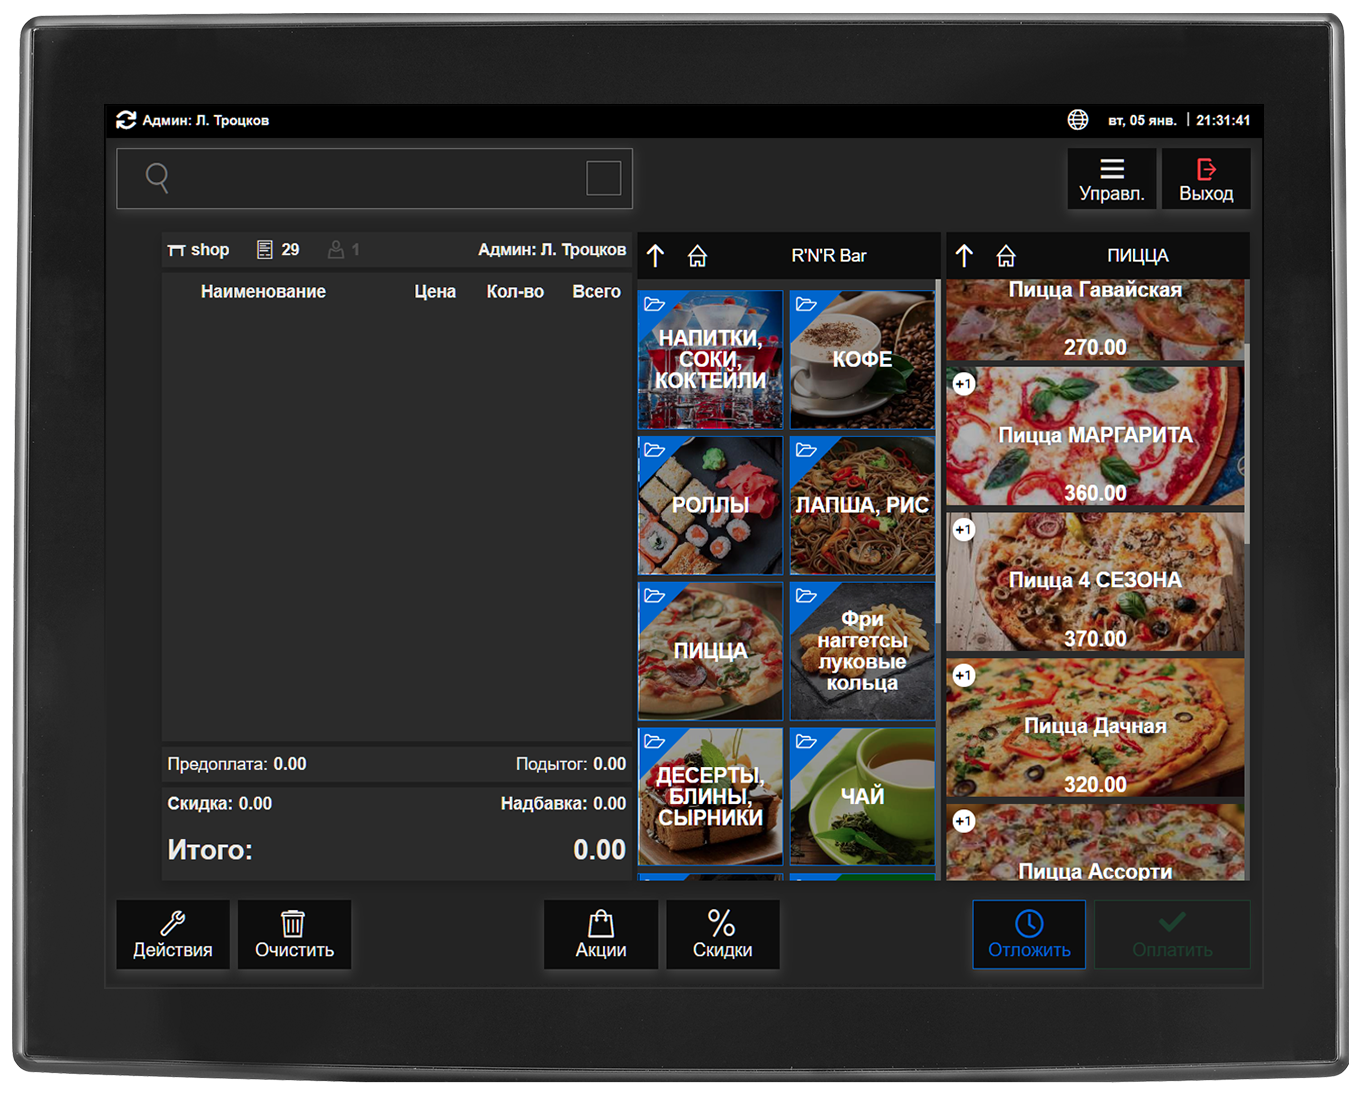 Админ: Л. Троцков
вт, 05 янв. | 21:31:41
Управл.
Выход
shop 29 1 Админ: Л. Троцков
Наименование Цена Кол-во Всего
Предоплата: 0.00 Подытог: 0.00
Скидка: 0.00 Надбавка: 0.00
Итого: 0.00
R'N'R Bar
НАПИТКИ,
СОКИ,
КОКТЕЙЛИ
КОФЕ
РОЛЛЫ
ЛАПША, РИС
ПИЦЦА
Фри
наггетсы
луковые
кольца
ДЕСЕРТЫ,
БЛИНЫ,
СЫРНИКИ
ЧАЙ
ПИЦЦА
Пицца Гавайская
270.00
+1
Пицца МАРГАРИТА
360.00
+1
Пицца 4 СЕЗОНА
370.00
+1
Пицца Дачная
320.00
+1
Пицца Ассорти
Действия
Очистить
Акции
Скидки
Отложить
Оплатить